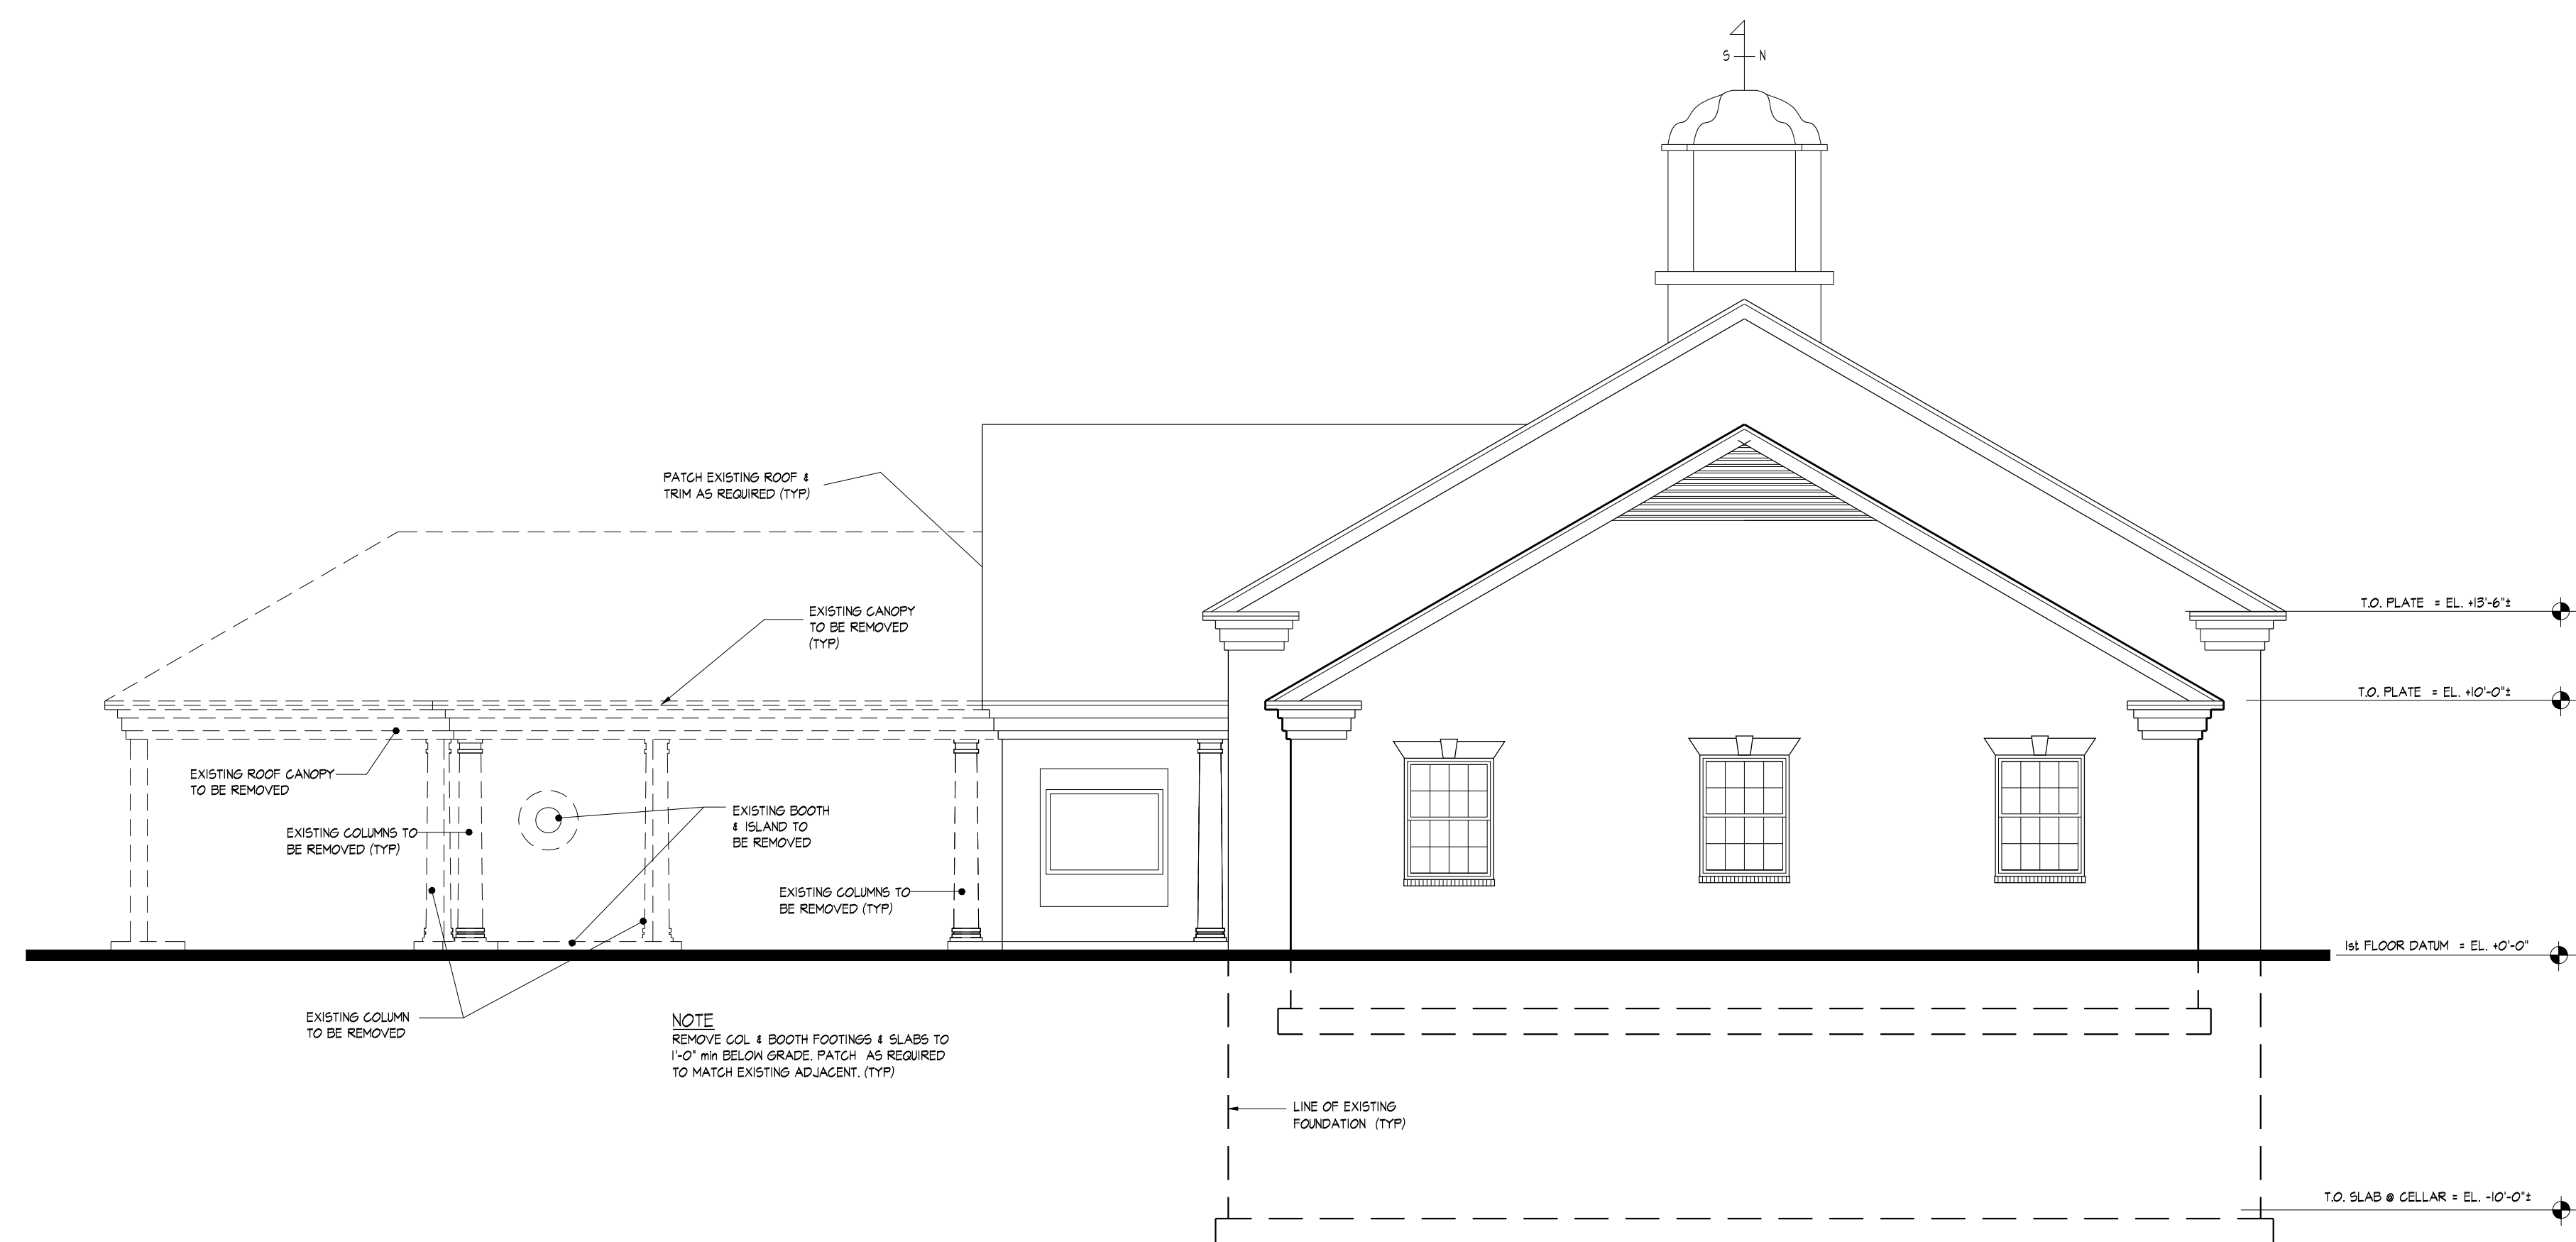 S N
PATCH EXISTING ROOF &
TRIM AS REQUIRED (TYP)
EXISTING CANOPY
TO BE REMOVED
(TYP)
T.O. PLATE = EL. +13'-6"±
T.O. PLATE = EL. +10'-0"±
EXISTING ROOF CANOPY
TO BE REMOVED
EXISTING COLUMNS TO
BE REMOVED (TYP)
EXISTING BOOTH
& ISLAND TO
BE REMOVED
EXISTING COLUMNS TO
BE REMOVED (TYP)
1st FLOOR DATUM = EL. +0'-0"
EXISTING COLUMN
TO BE REMOVED
NOTE
REMOVE COL & BOOTH FOOTINGS & SLABS TO
1'-0" min BELOW GRADE. PATCH AS REQUIRED
TO MATCH EXISTING ADJACENT. (TYP)
LINE OF EXISTING
FOUNDATION (TYP)
T.O. SLAB @ CELLAR = EL. -10'-0"±